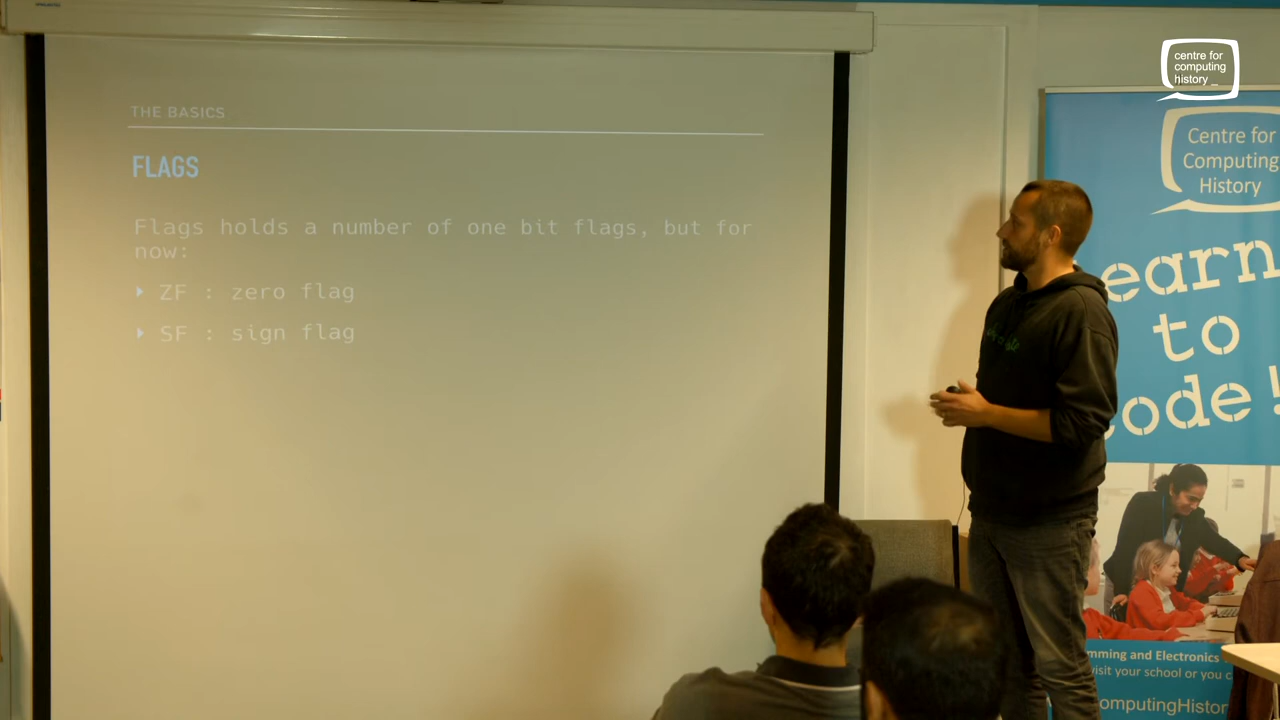 THE BASICS
FLAGS
Flags holds a number of one bit flags, but for
now:
ZF : zero flag
SF : sign flag
centre for
computing
history _
Centre for
Computing
History
earn
to
code!
mming and Electronics
visit your school or you c
omputingHistor